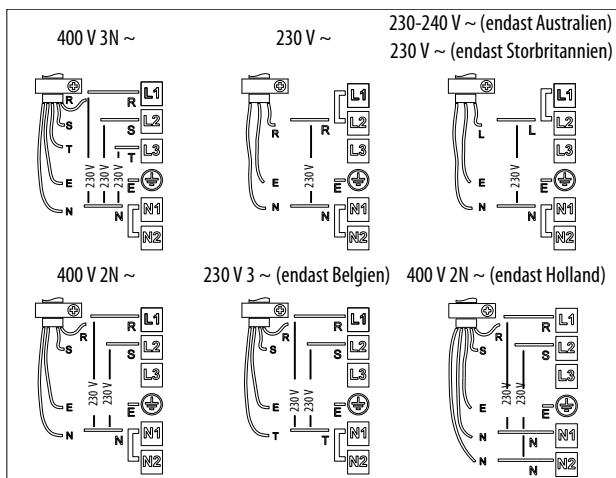 400 V 3N ~
R
S
T
E
N
230 V
230 V
230 V
R
S
T
E
N
L1
L2
L3
N1
N2
230 V ~
R
E
N
230 V
R
E
N
L1
L2
L3
N1
N2
230-240 V ~ (endast Australien)
230 V ~ (endast Storbritannien)
L
E
N
230 V
L
E
N
L1
L2
L3
N1
N2
400 V 2N ~
R
S
E
N
230 V
230 V
R
S
E
N
L1
L2
L3
N1
N2
230 V 3 ~ (endast Belgien)
R
S
E
T
230 V
230 V
R
S
E
T
L1
L2
L3
N1
N2
400 V 2N ~ (endast Holland)
R
S
E
N
N
230 V
230 V
R
S
E
N
N
L1
L2
L3
N1
N2